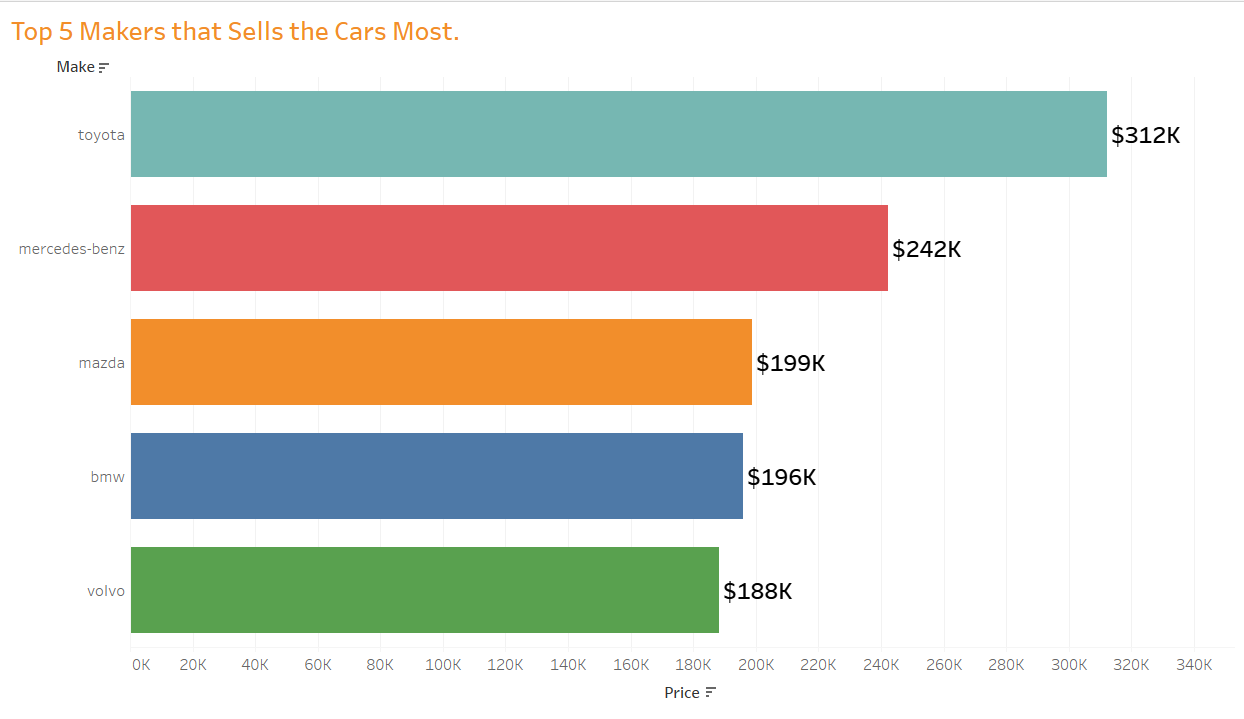 Top 5 Makers that Sells the Cars Most.
Make
toyota $312K
mercedes-benz $242K
mazda $199K
bmw $196K
volvo $188K
0K 20K 40K 60K 80K 100K 120K 140K 160K 180K 200K 220K 240K 260K 280K 300K 320K 340K
Price